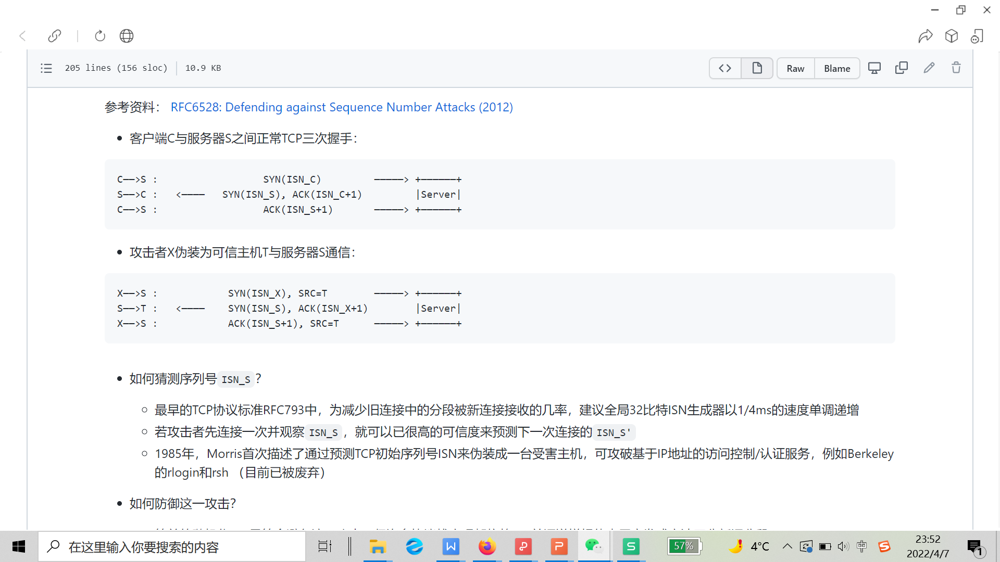 205 lines (156 sloc) 10.9 KB Raw Blame
参考资料： RFC6528: Defending against Sequence Number Attacks (2012)
• 客户端C与服务器S之间正常TCP三次握手：
C——>S :                  SYN(ISN_C)         —————> +——————+
S——>C :   <————   SYN(ISN_S), ACK(ISN_C+1)         |Server|
C——>S :                  ACK(ISN_S+1)       —————> +——————+
• 攻击者X伪装为可信主机T与服务器S通信：
X——>S :            SYN(ISN_X), SRC=T        —————> +——————+
S——>T :   <————    SYN(ISN_S), ACK(ISN_X+1)        |Server|
X——>S :            ACK(ISN_S+1), SRC=T      —————> +——————+
• 如何猜测序列号 ISN_S ？
○ 最早的TCP协议标准RFC793中，为减少旧连接中的分段被新连接接收的几率，建议全局32比特ISN生成器以1/4ms的速度单调递增
○ 若攻击者先连接一次并观察 ISN_S ，就可以已很高的可信度来预测下一次连接的 ISN_S'
○ 1985年，Morris首次描述了通过预测TCP初始序列号ISN来伪装成一台受害主机，可攻破基于IP地址的访问控制/认证服务，例如Berkeley
的rlogin和rsh （目前已被废弃）
• 如何防御这一攻击？
在这里输入你要搜索的内容
57%
4°C
中
23:52
2022/4/7
1